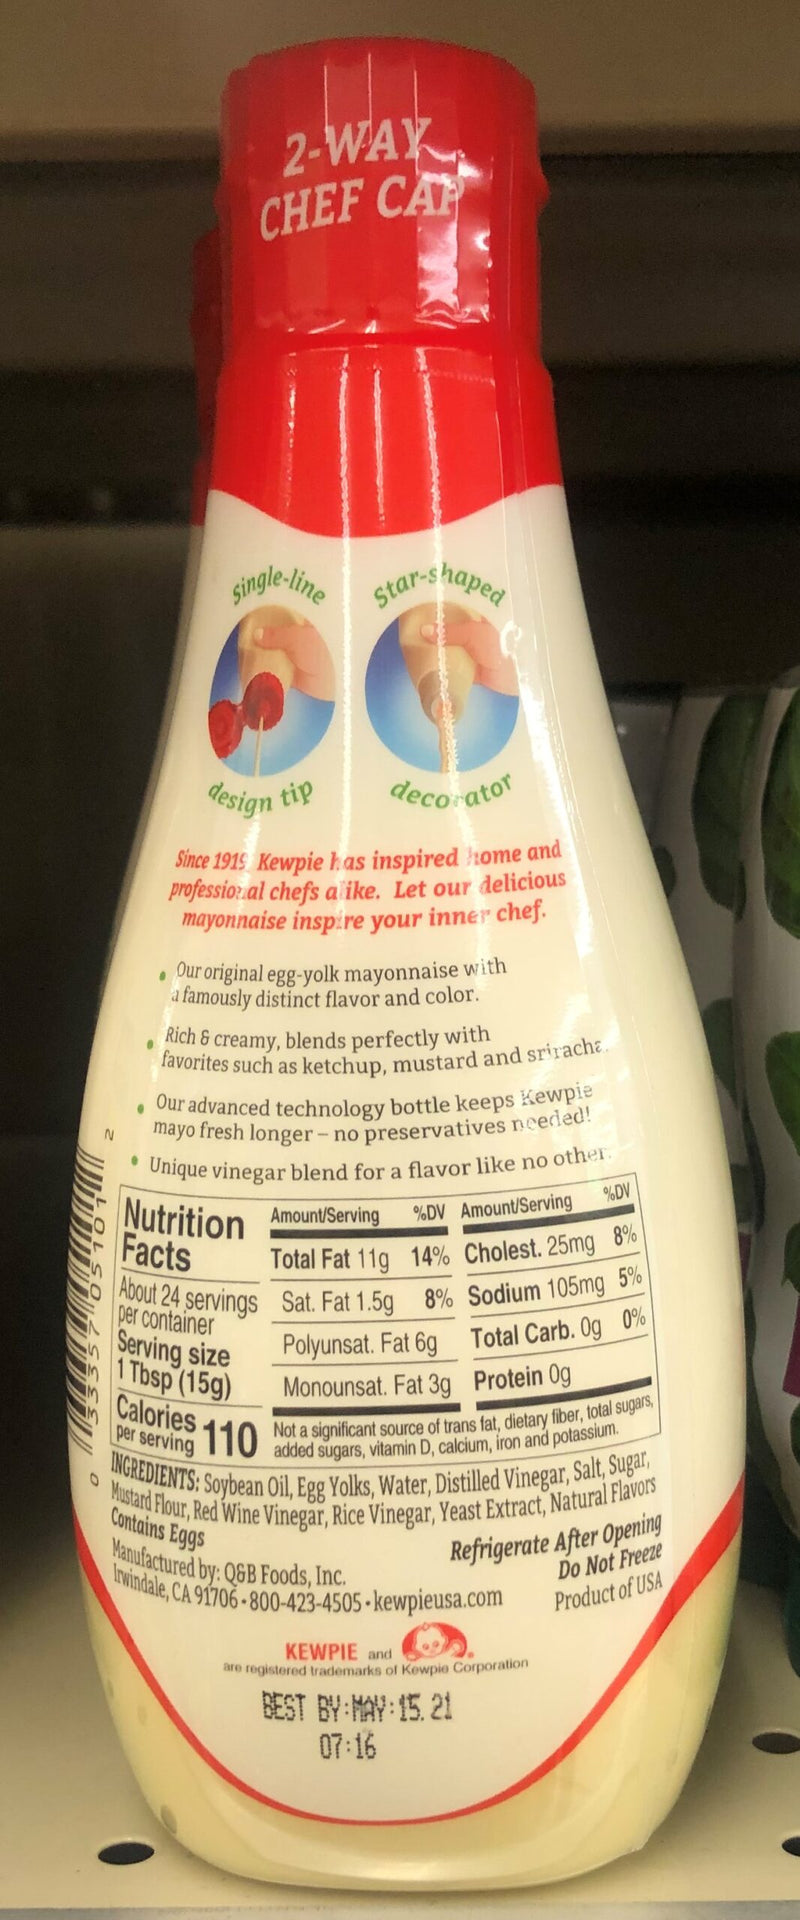 2-WAY
CHEF CAP
Single-line
design tip
Star-shaped
decorator
Since 1919 Kewpie has inspired home and
professional chefs alike. Let our delicious
mayonnaise inspire your inner chef.
• Our original egg-yolk mayonnaise with
a famously distinct flavor and color.
• Rich & creamy, blends perfectly with
favorites such as ketchup, mustard and sriracha.
• Our advanced technology bottle keeps Kewpie
mayo fresh longer – no preservatives needed!
• Unique vinegar blend for a flavor like no other.
Nutrition
Facts
About 24 servings
per container
Serving size
1 Tbsp (15g)
Calories
per serving 110
Amount/Serving %DV
Total Fat 11g 14%
Sat. Fat 1.5g 8%
Polyunsat. Fat 6g
Monounsat. Fat 3g
Amount/Serving %DV
Cholest. 25mg 8%
Sodium 105mg 5%
Total Carb. 0g 0%
Protein 0g
Not a significant source of trans fat, dietary fiber, total sugars,
added sugars, vitamin D, calcium, iron and potassium.
INGREDIENTS: Soybean Oil, Egg Yolks, Water, Distilled Vinegar, Salt, Sugar,
Mustard Flour, Red Wine Vinegar, Rice Vinegar, Yeast Extract, Natural Flavors
Contains Eggs
Manufactured by: Q&B Foods, Inc.
Irwindale, CA 91706 • 800-423-4505 • kewpieusa.com
Refrigerate After Opening
Do Not Freeze
Product of USA
KEWPIE and
are registered trademarks of Kewpie Corporation
BEST BY:MAY:15.21
07:16
0 33357 05101 2